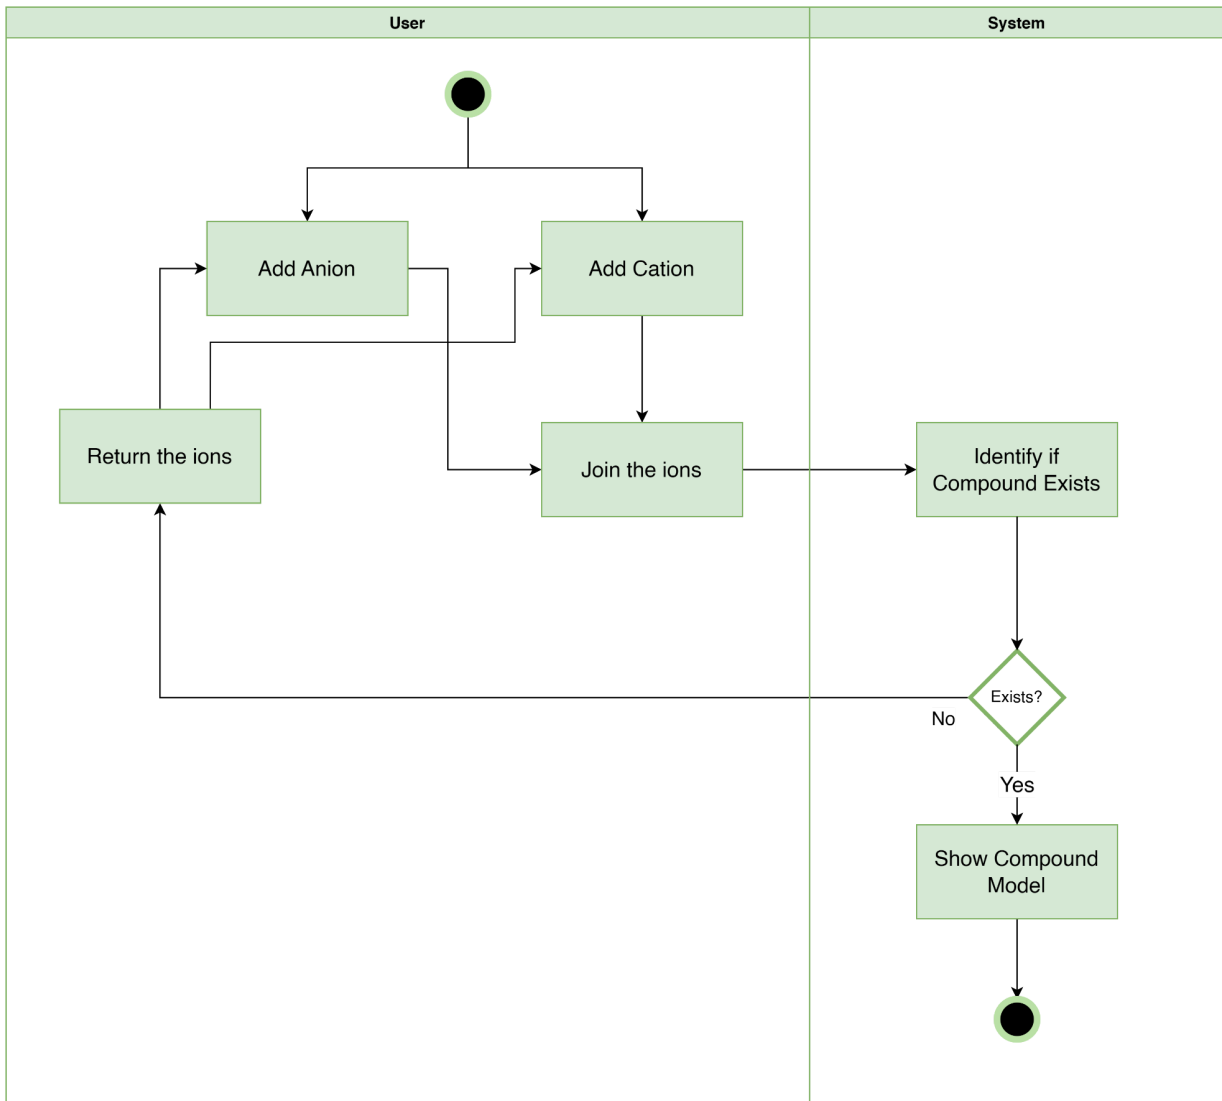 User
System
Add Anion
Add Cation
Return the ions
Join the ions
Identify if
Compound Exists
Exists?
No
Yes
Show Compound
Model